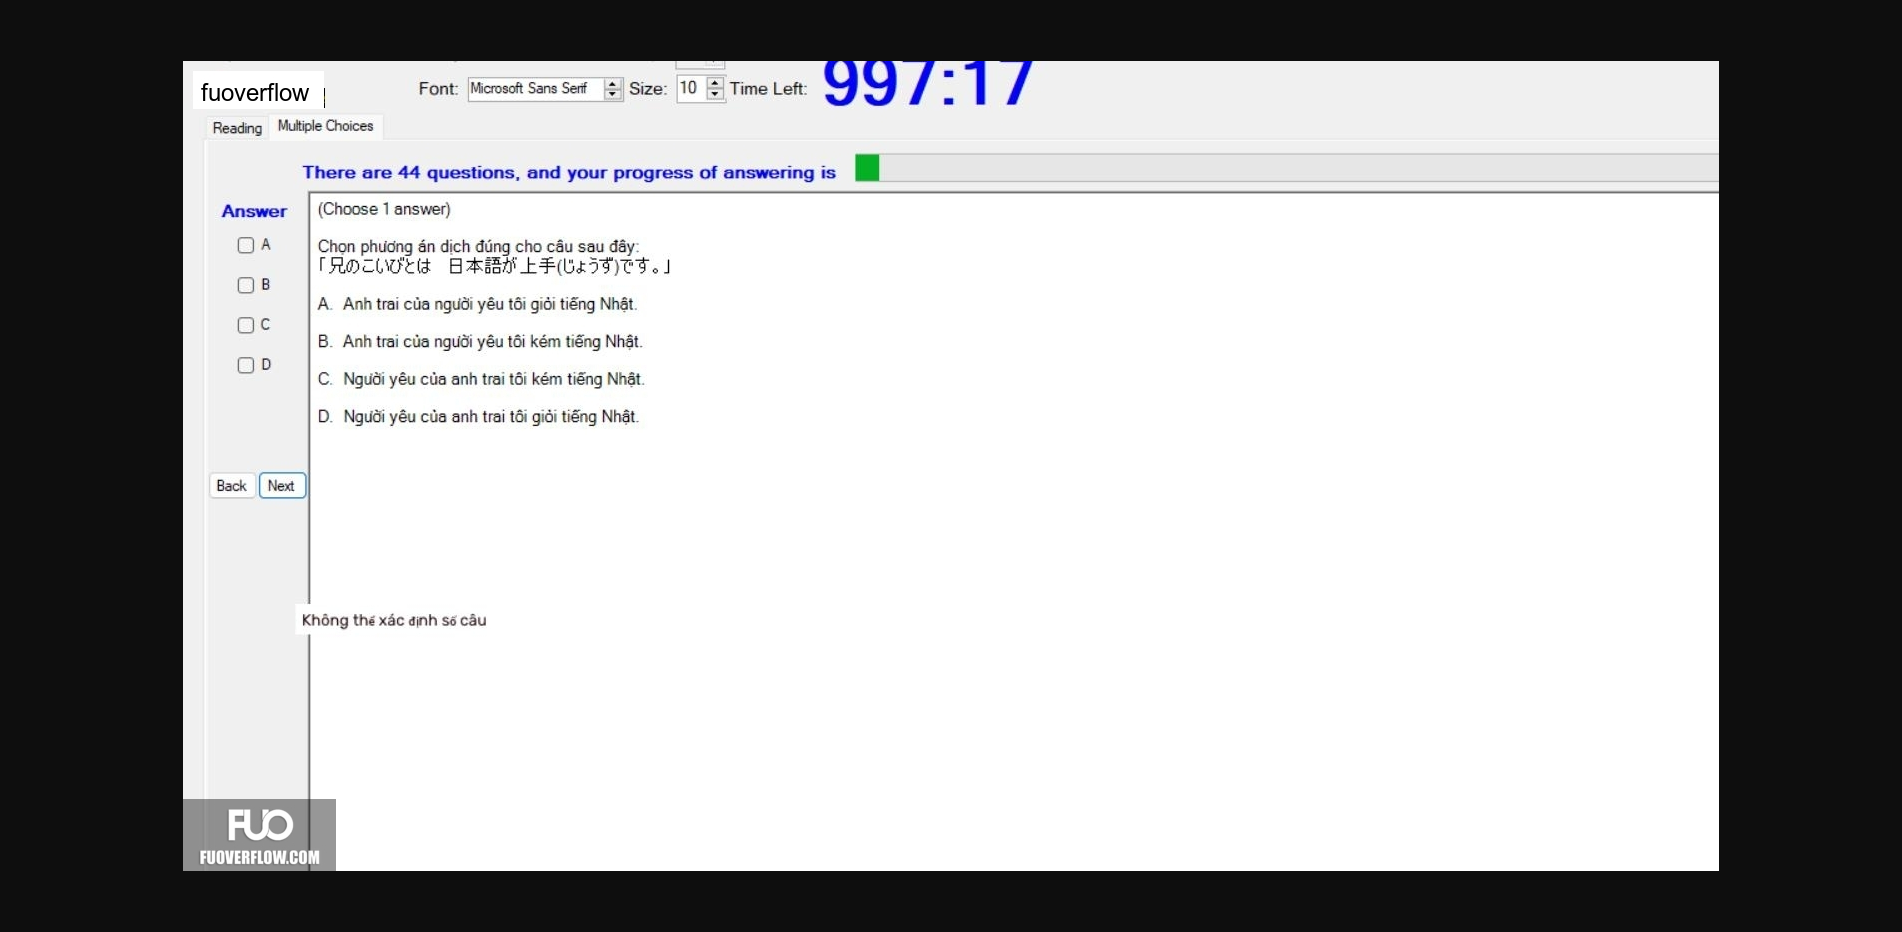 fuoverflow
Font: Microsoft Sans Serif Size: 10 Time Left: 997:17
Reading Multiple Choices
There are 44 questions, and your progress of answering is
Answer
(Choose 1 answer)
A
Chọn phương án dịch đúng cho câu sau đây:
「兄のこいびとは　日本語が上手(じょうず)です。」
B
A. Anh trai của người yêu tôi giỏi tiếng Nhật.
C
B. Anh trai của người yêu tôi kém tiếng Nhật.
D
C. Người yêu của anh trai tôi kém tiếng Nhật.
D. Người yêu của anh trai tôi giỏi tiếng Nhật.
Back Next
Không thể xác định số câu
FUO
FUOVERFLOW.COM